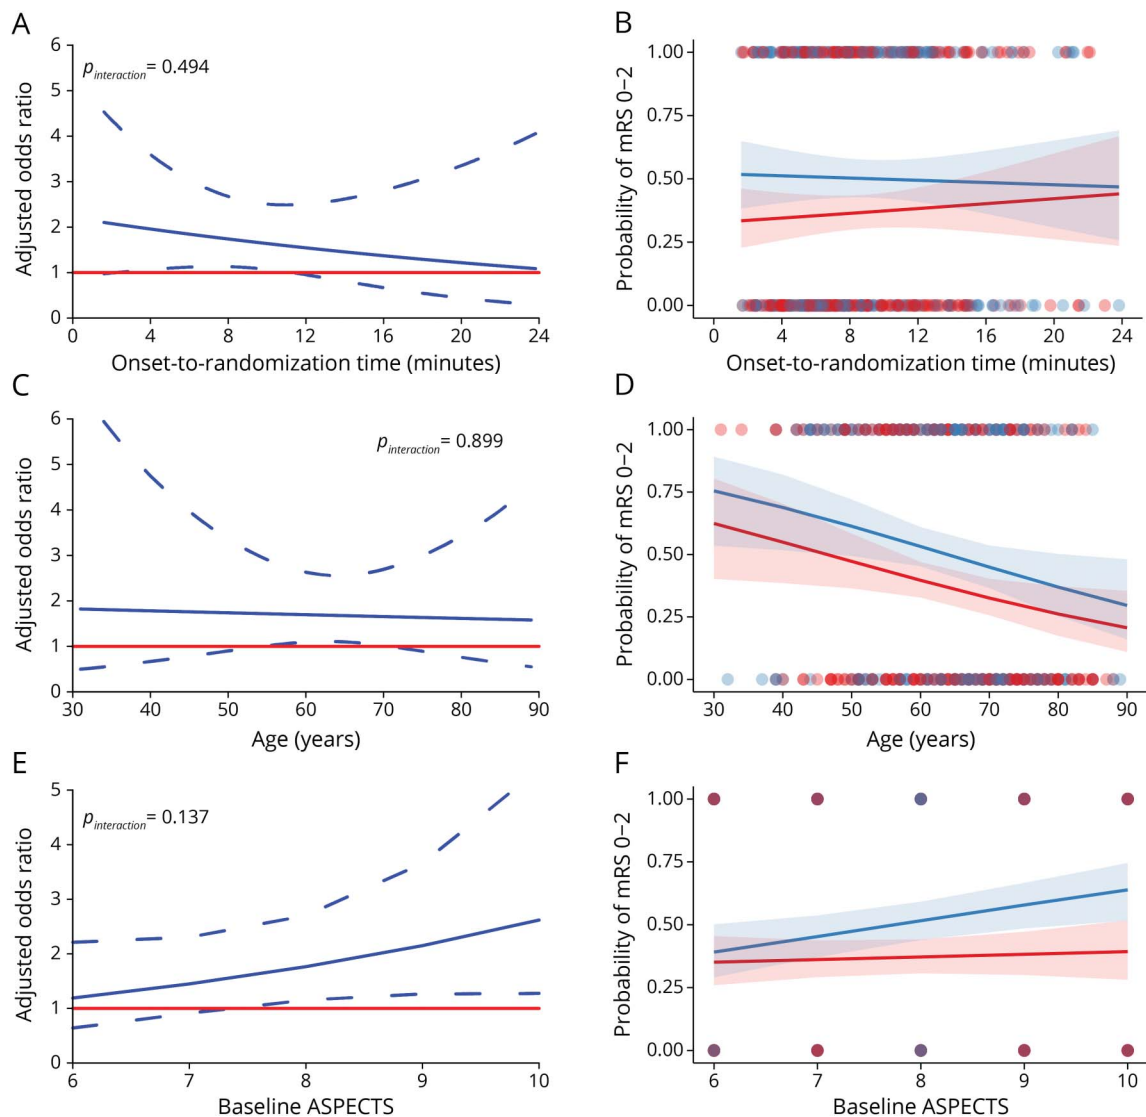 A
6
5
4
3
2
1
0
Adjusted odds ratio
p interaction = 0.494
0 4 8 12 16 20 24
Onset-to-randomization time (minutes)
B
1.00
0.75
0.50
0.25
0.00
Probability of mRS 0–2
0 4 8 12 16 20 24
Onset-to-randomization time (minutes)
C
6
5
4
3
2
1
0
Adjusted odds ratio
p interaction = 0.899
30 40 50 60 70 80 90
Age (years)
D
1.00
0.75
0.50
0.25
0.00
Probability of mRS 0–2
30 40 50 60 70 80 90
Age (years)
E
5
4
3
2
1
0
Adjusted odds ratio
p interaction = 0.137
6 7 8 9 10
Baseline ASPECTS
F
1.00
0.75
0.50
0.25
0.00
Probability of mRS 0–2
6 7 8 9 10
Baseline ASPECTS